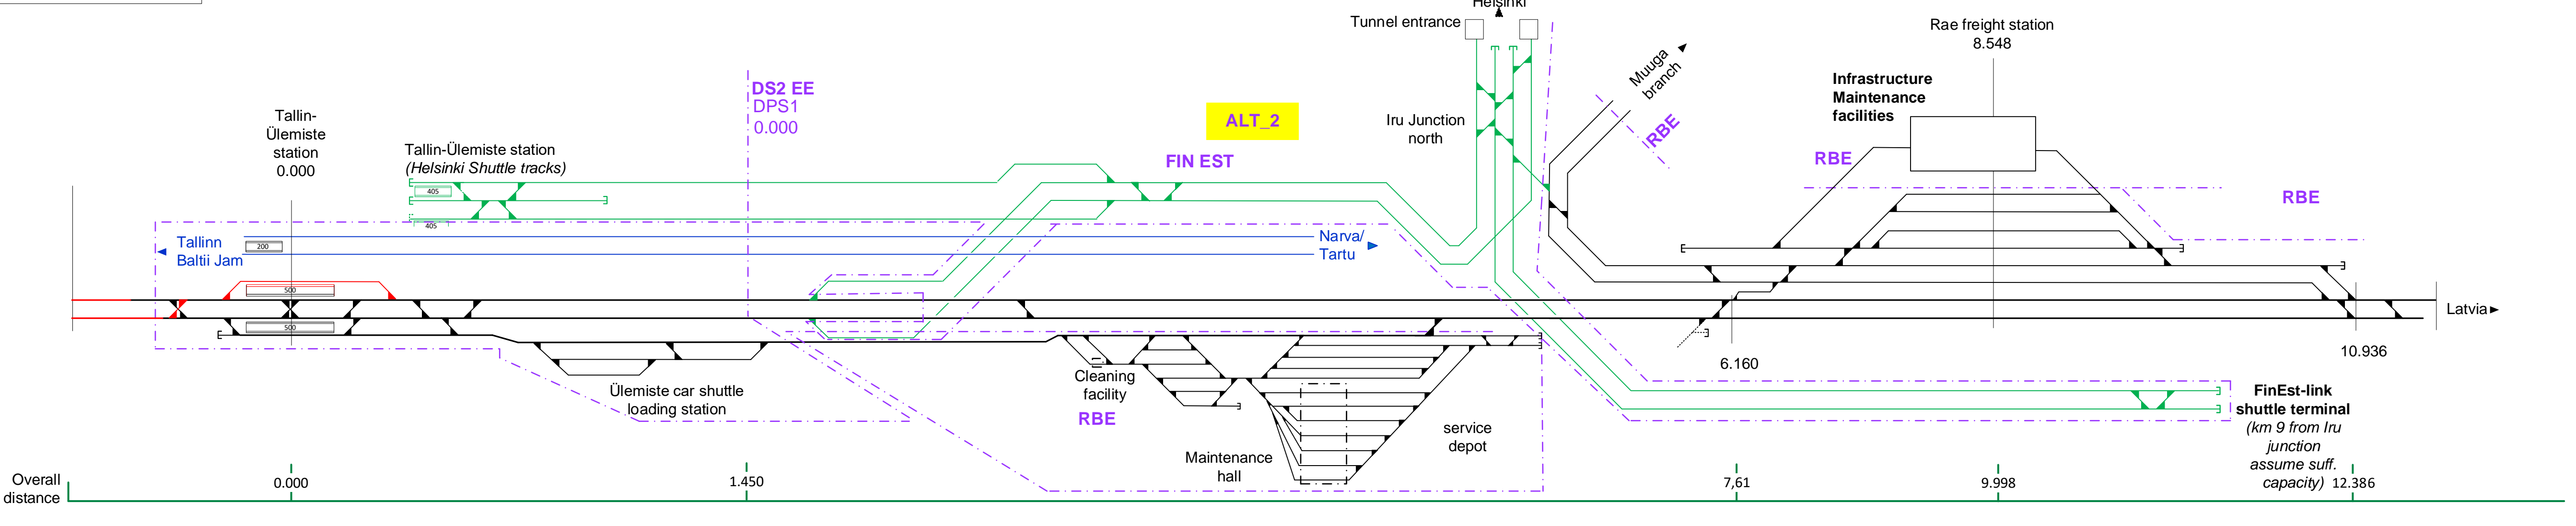 Helsinki
Tunnel entrance
Rae freight station
8.548
Muuga
branch
Infrastructure
Maintenance
facilities
DS2 EE
DPS1
0.000
ALT_2
Iru Junction
north
RBE
RBE
RBE
Tallin-
Ülemiste
station
0.000
Tallin-Ülemiste station
(Helsinki Shuttle tracks)
405
405
FIN EST
Tallinn
Baltii Jam
200
Narva/
Tartu
500
500
Latvia
6.160
10.936
Ülemiste car shuttle
loading station
Cleaning
facility
RBE
Maintenance
hall
service
depot
FinEst-link
shuttle terminal
(km 9 from Iru
junction
assume suff.
capacity)
Overall
distance
0.000
1.450
7,61
9.998
12.386